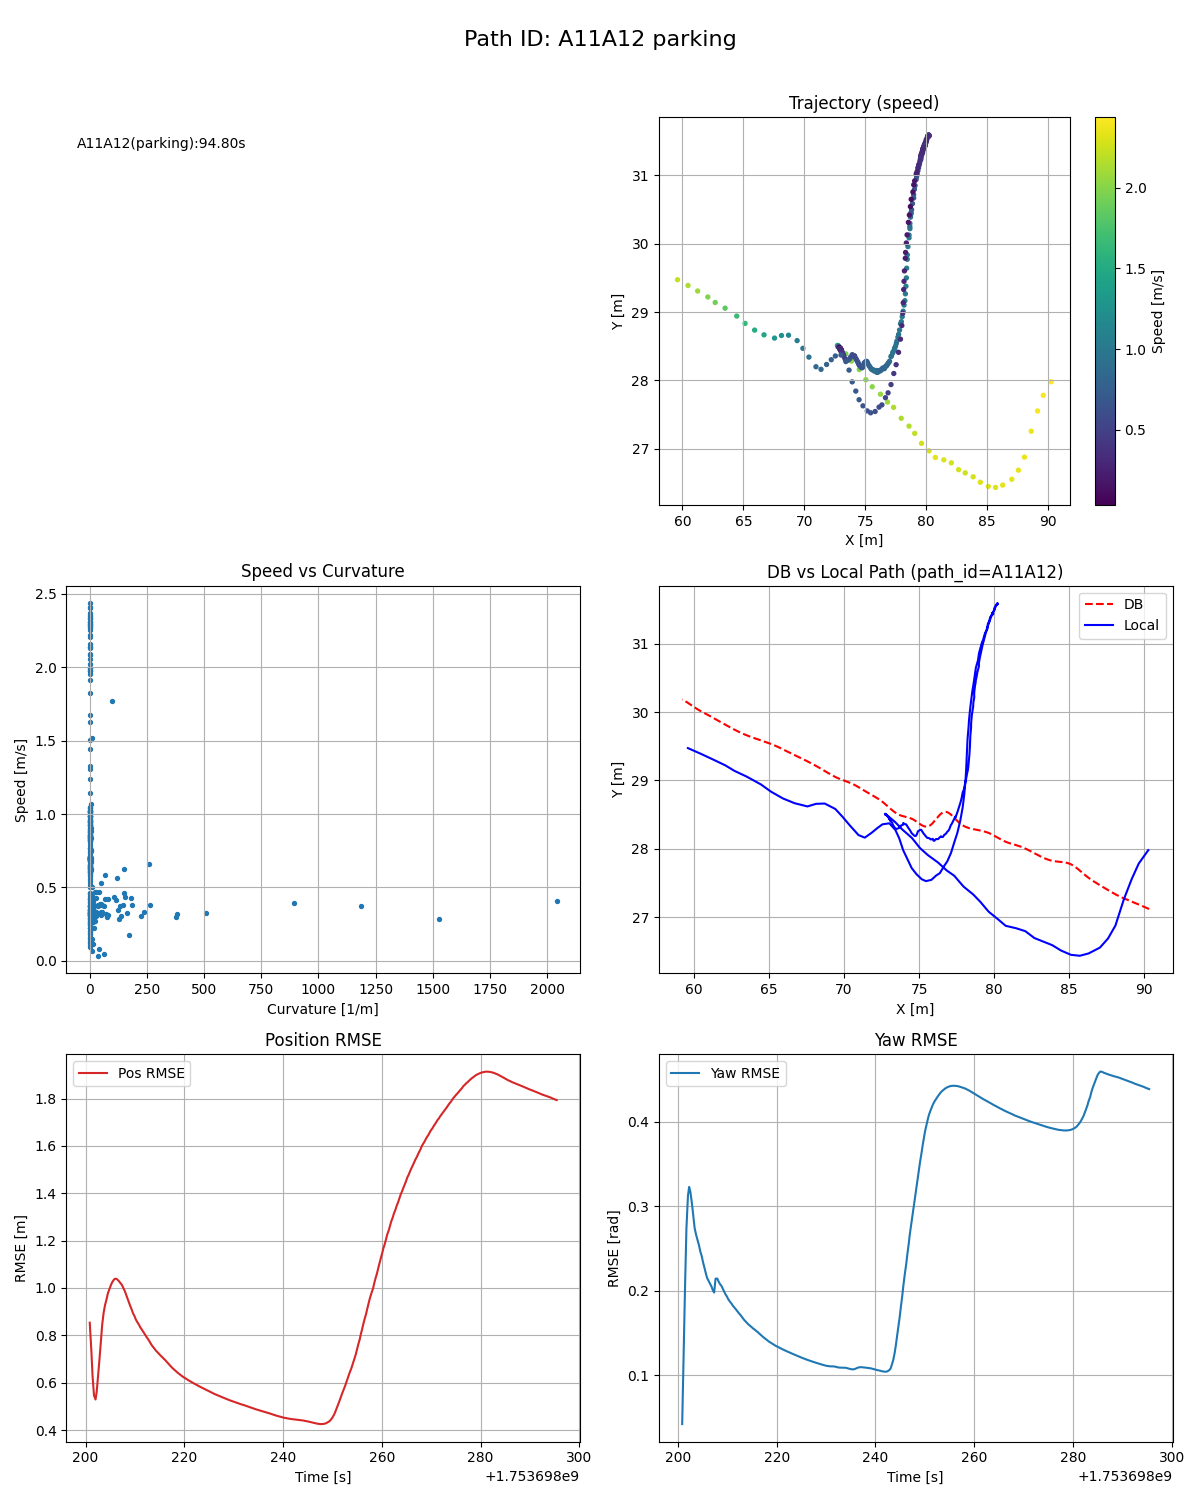 Path ID: A11A12 parking
A11A12(parking):94.80s
Trajectory (speed)
31
30
29
28
27
Y [m]
60 65 70 75 80 85 90
X [m]
2.0
1.5
1.0
0.5
Speed [m/s]
Speed vs Curvature
2.5
2.0
1.5
1.0
0.5
0.0
Speed [m/s]
0 250 500 750 1000 1250 1500 1750 2000
Curvature [1/m]
DB vs Local Path (path_id=A11A12)
DB
Local
31
30
29
28
27
Y [m]
60 65 70 75 80 85 90
X [m]
Position RMSE
Pos RMSE
1.8
1.6
1.4
1.2
1.0
0.8
0.6
0.4
RMSE [m]
200 220 240 260 280 300
Time [s]
+1.753698e9
Yaw RMSE
Yaw RMSE
0.4
0.3
0.2
0.1
RMSE [rad]
200 220 240 260 280 300
Time [s]
+1.753698e9